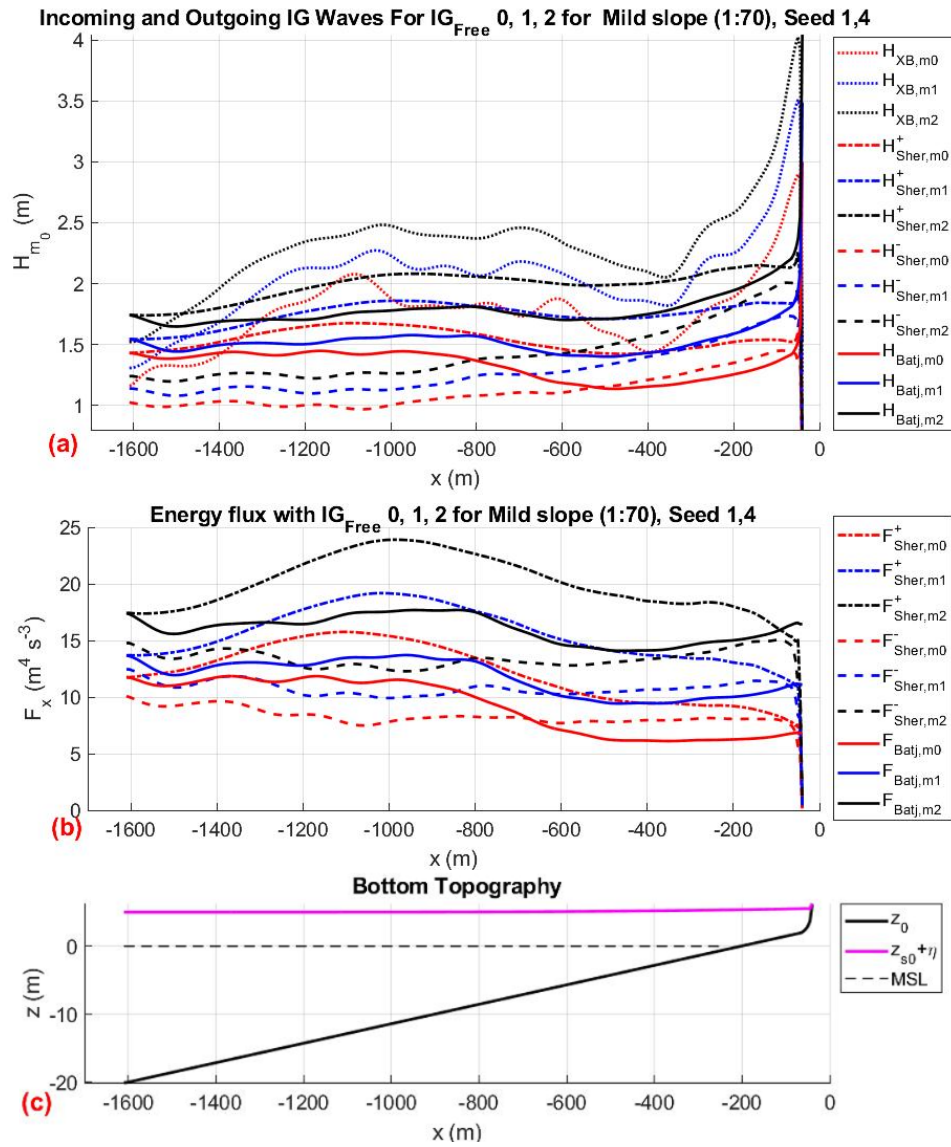 Incoming and Outgoing IG Waves For IG_Free 0, 1, 2 for Mild slope (1:70), Seed 1,4
4
3.5
3
2.5
2
1.5
1
H_m_0 (m)
-1600 -1400 -1200 -1000 -800 -600 -400 -200 0
x (m)
(a)
H_XB,m0
H_XB,m1
H_XB,m2
H^+_Sher,m0
H^+_Sher,m1
H^+_Sher,m2
H^-_Sher,m0
H^-_Sher,m1
H^-_Sher,m2
H_Batj,m0
H_Batj,m1
H_Batj,m2
Energy flux with IG_Free 0, 1, 2 for Mild slope (1:70), Seed 1,4
25
20
15
10
5
0
F_x (m^4 s^-3)
-1600 -1400 -1200 -1000 -800 -600 -400 -200 0
x (m)
(b)
F^+_Sher,m0
F^+_Sher,m1
F^+_Sher,m2
F^-_Sher,m0
F^-_Sher,m1
F^-_Sher,m2
F_Batj,m0
F_Batj,m1
F_Batj,m2
Bottom Topography
0
-10
-20
z (m)
-1600 -1400 -1200 -1000 -800 -600 -400 -200 0
x (m)
(c)
z_0
z_s0+η
MSL